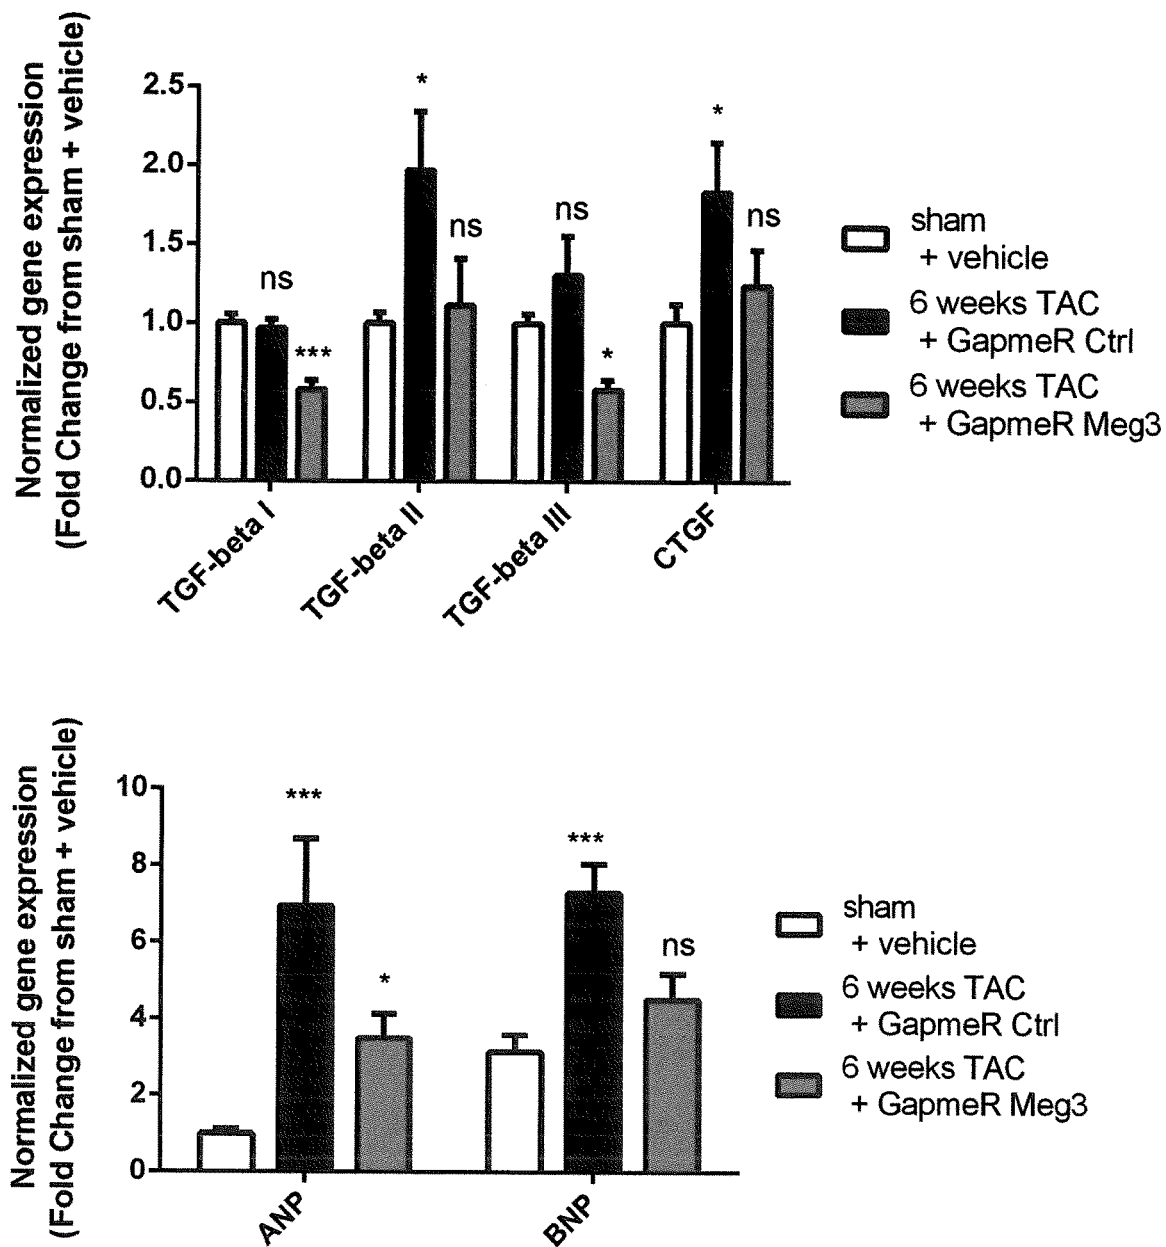 Normalized gene expression
(Fold Change from sham + vehicle)
2.5
2.0
1.5
1.0
0.5
0.0
ns
***
*
ns
ns
*
*
ns
TGF-beta I
TGF-beta II
TGF-beta III
CTGF
sham
+ vehicle
6 weeks TAC
+ GapmeR Ctrl
6 weeks TAC
+ GapmeR Meg3
Normalized gene expression
(Fold Change from sham + vehicle)
10
8
6
4
2
0
***
*
***
ns
ANP
BNP
sham
+ vehicle
6 weeks TAC
+ GapmeR Ctrl
6 weeks TAC
+ GapmeR Meg3